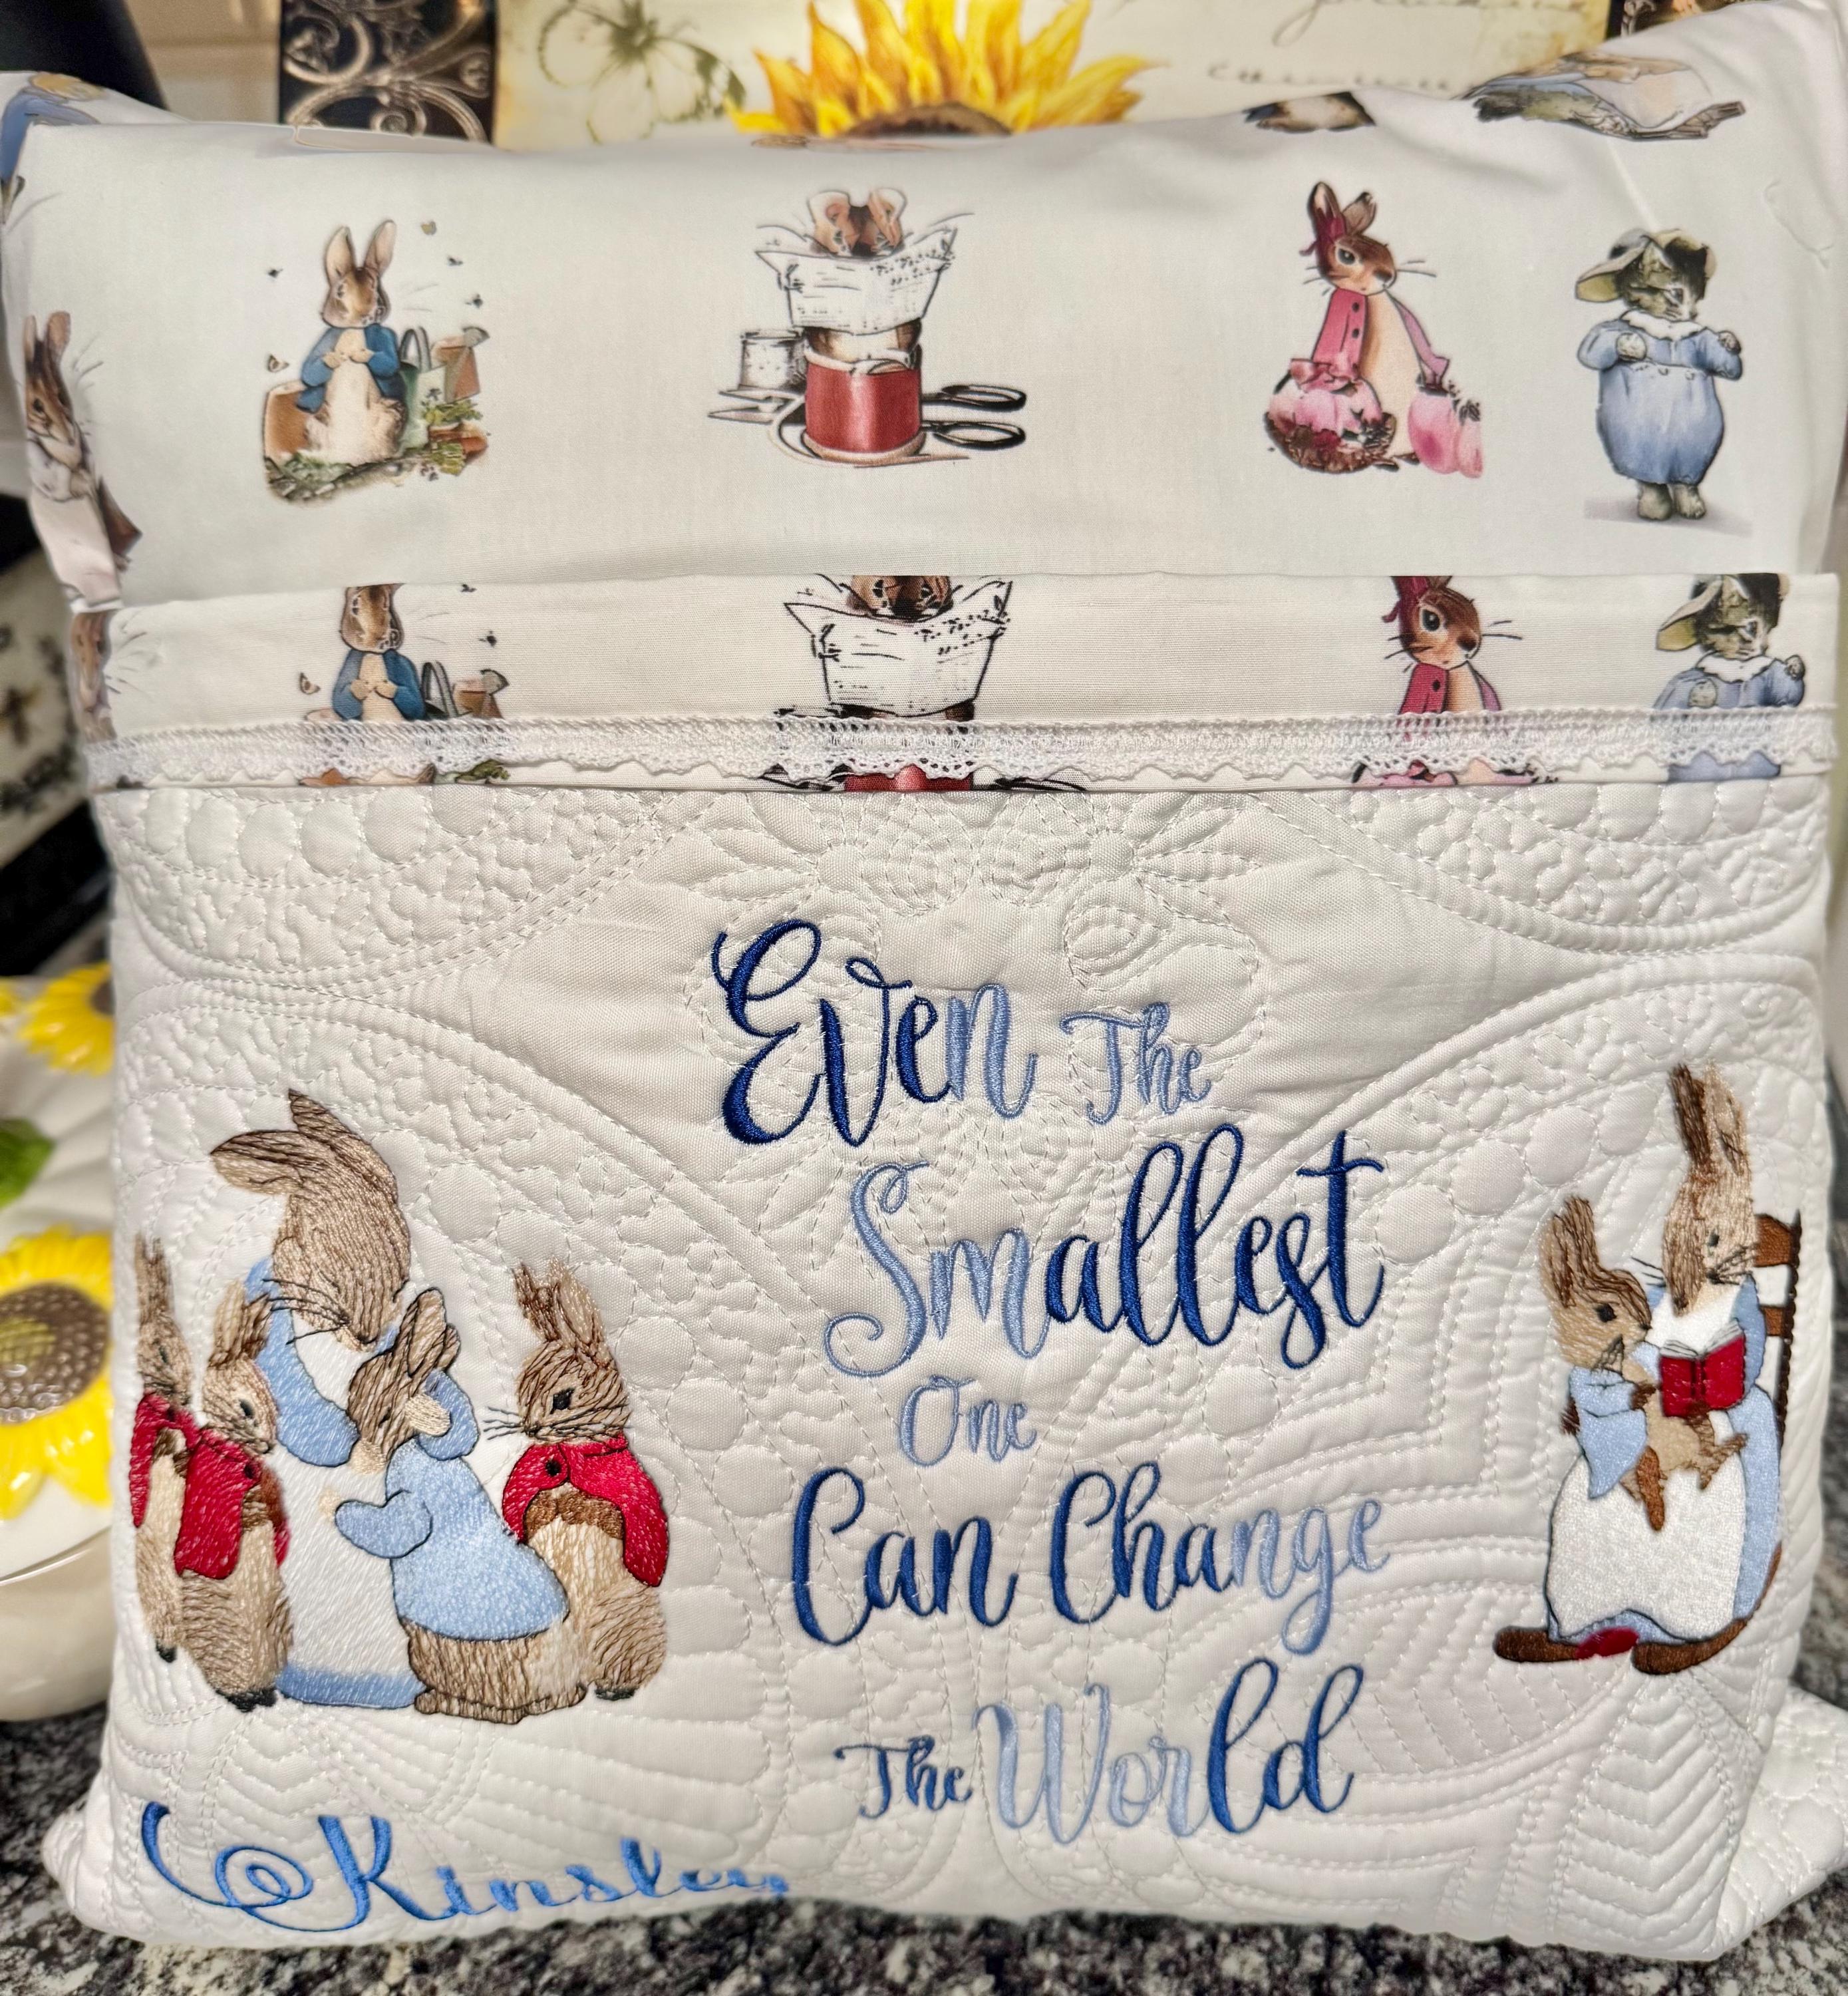 Even The
Smallest
One
Can Change
The World
Kinsley